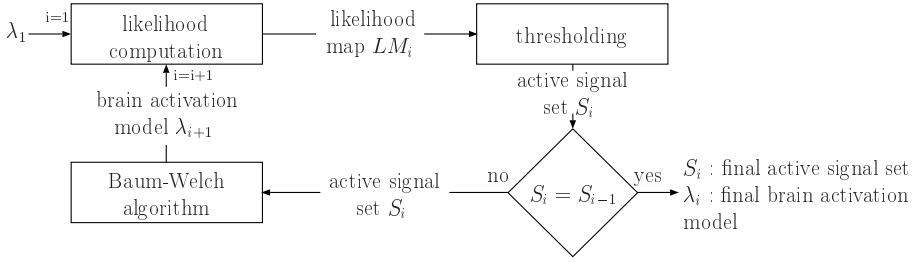 i=1
λ₁
likelihood
computation
likelihood
map LMᵢ
thresholding
active signal
set Sᵢ
i=i+1
brain activation
model λᵢ₊₁
Baum-Welch
algorithm
active signal
set Sᵢ
no
Sᵢ = Sᵢ₋₁
yes
Sᵢ : final active signal set
λᵢ : final brain activation
model